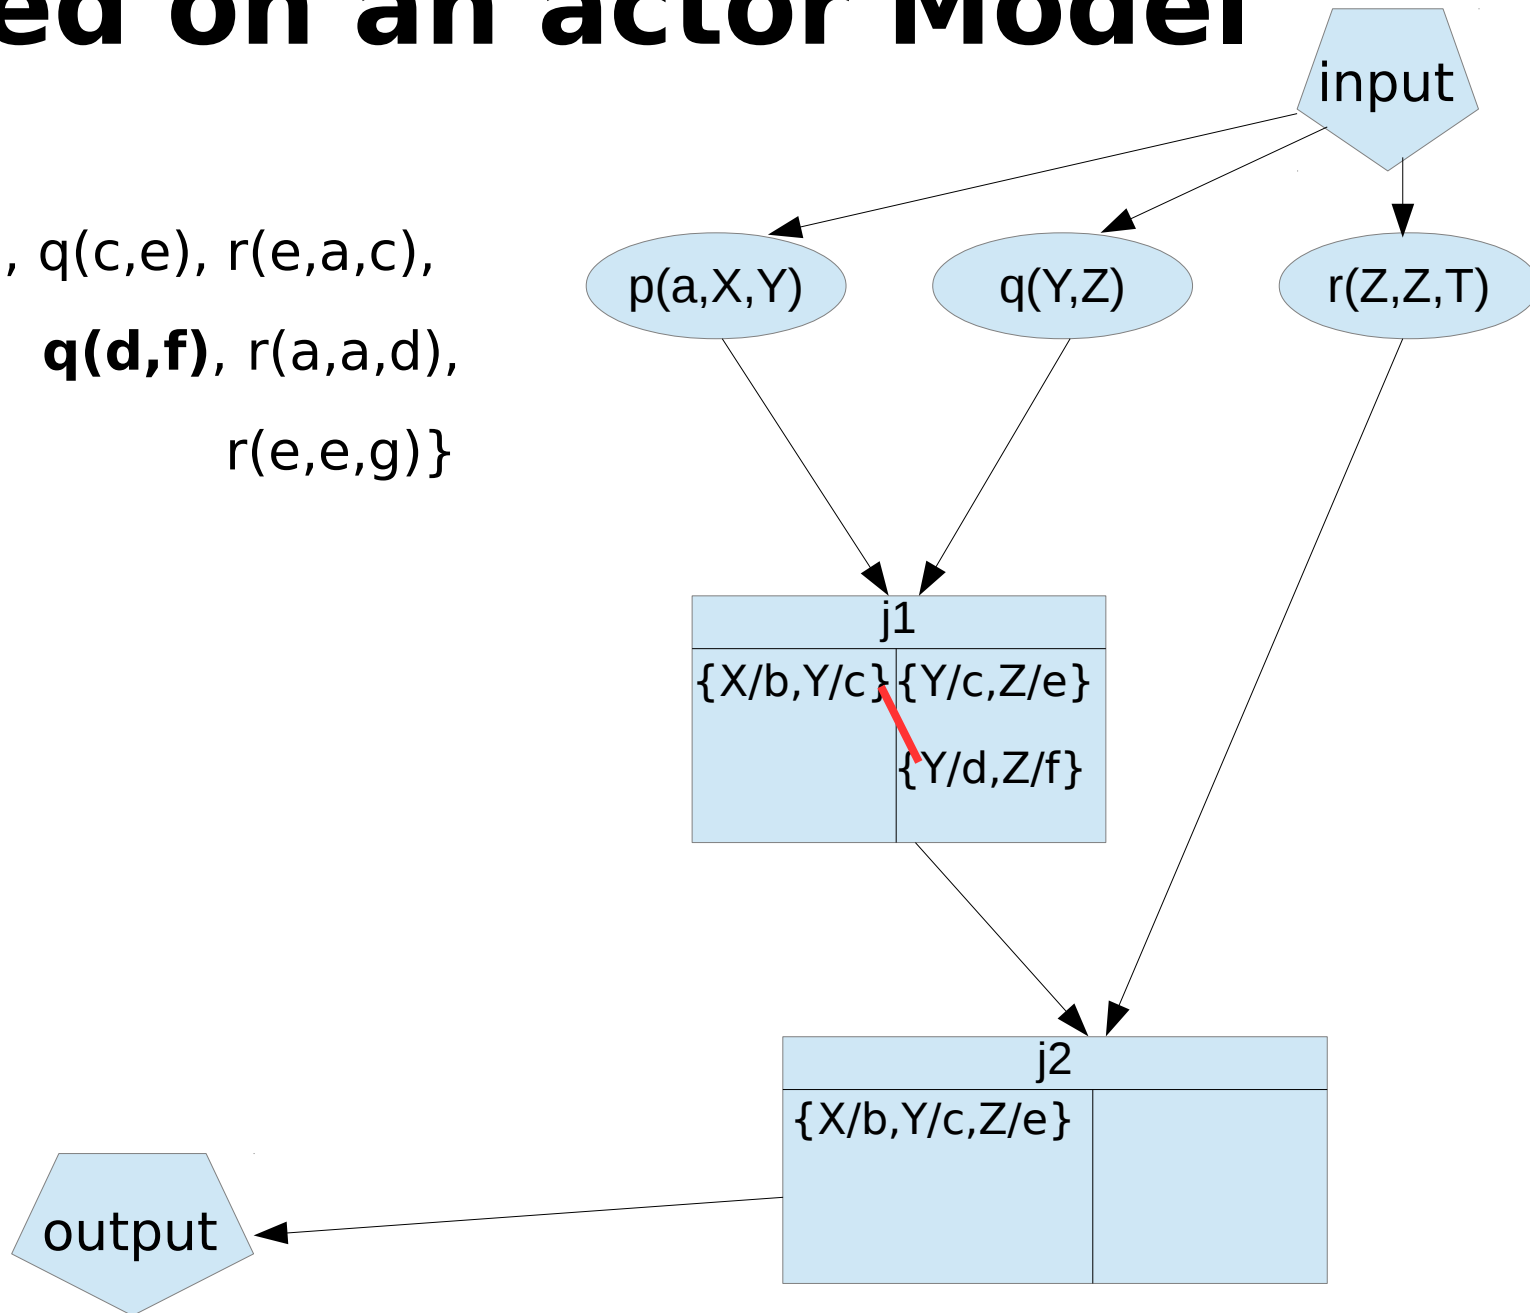 ed on an actor Model
input
, q(c,e), r(e,a,c),
q(d,f), r(a,a,d),
r(e,e,g)}
p(a,X,Y)
q(Y,Z)
r(Z,Z,T)
j1
{X/b,Y/c}
{Y/c,Z/e}
{Y/d,Z/f}
j2
{X/b,Y/c,Z/e}
output